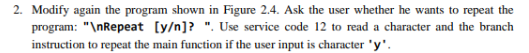 2. Modify again the program shown in Figure 2.4. Ask the user whether he wants to repeat the
program: "\nRepeat [y/n]? ". Use service code 12 to read a character and the branch
instruction to repeat the main function if the user input is character 'y'.